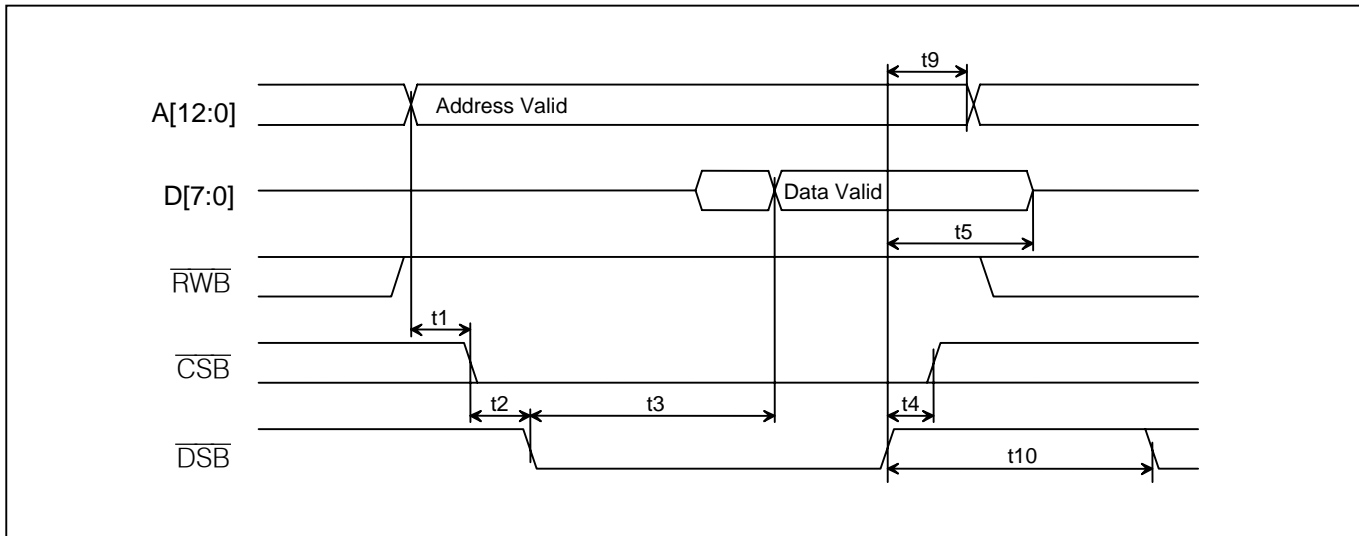 t9
A[12:0]
Address Valid
D[7:0]
Data Valid
t5
RWB
t1
CSB
t2
t3
t4
DSB
t10